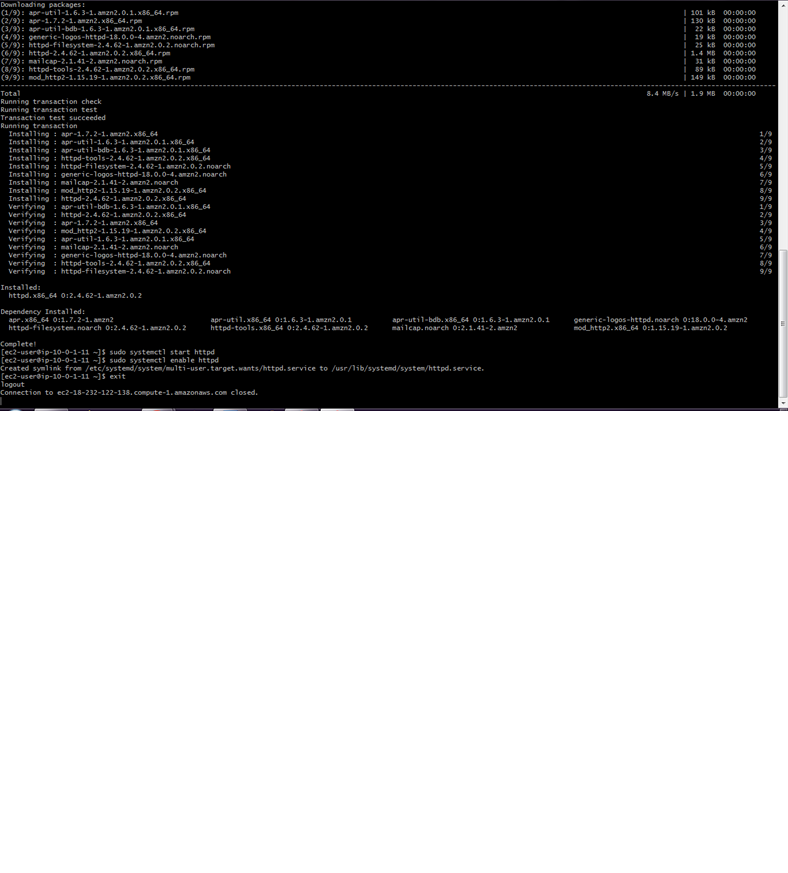 Downloading packages:
(1/9): apr-util-1.6.3-1.amzn2.0.1.x86_64.rpm | 101 kB 00:00:00
(2/9): apr-1.7.2-1.amzn2.x86_64.rpm | 130 kB 00:00:00
(3/9): apr-util-bdb-1.6.3-1.amzn2.0.1.x86_64.rpm | 22 kB 00:00:00
(4/9): generic-logos-httpd-18.0.0-4.amzn2.noarch.rpm | 19 kB 00:00:00
(5/9): httpd-filesystem-2.4.62-1.amzn2.0.2.noarch.rpm | 25 kB 00:00:00
(6/9): httpd-2.4.62-1.amzn2.0.2.x86_64.rpm | 1.4 MB 00:00:00
(7/9): mailcap-2.1.41-2.amzn2.noarch.rpm | 31 kB 00:00:00
(8/9): httpd-tools-2.4.62-1.amzn2.0.2.x86_64.rpm | 89 kB 00:00:00
(9/9): mod_http2-1.15.19-1.amzn2.0.2.x86_64.rpm | 149 kB 00:00:00
Total 8.4 MB/s | 1.9 MB 00:00:00
Running transaction check
Running transaction test
Transaction test succeeded
Running transaction
Installing : apr-1.7.2-1.amzn2.x86_64 1/9
Installing : apr-util-1.6.3-1.amzn2.0.1.x86_64 2/9
Installing : apr-util-bdb-1.6.3-1.amzn2.0.1.x86_64 3/9
Installing : httpd-tools-2.4.62-1.amzn2.0.2.x86_64 4/9
Installing : httpd-filesystem-2.4.62-1.amzn2.0.2.noarch 5/9
Installing : generic-logos-httpd-18.0.0-4.amzn2.noarch 6/9
Installing : mailcap-2.1.41-2.amzn2.noarch 7/9
Installing : mod_http2-1.15.19-1.amzn2.0.2.x86_64 8/9
Installing : httpd-2.4.62-1.amzn2.0.2.x86_64 9/9
Verifying : apr-util-bdb-1.6.3-1.amzn2.0.1.x86_64 1/9
Verifying : httpd-2.4.62-1.amzn2.0.2.x86_64 2/9
Verifying : apr-1.7.2-1.amzn2.x86_64 3/9
Verifying : mod_http2-1.15.19-1.amzn2.0.2.x86_64 4/9
Verifying : apr-util-1.6.3-1.amzn2.0.1.x86_64 5/9
Verifying : mailcap-2.1.41-2.amzn2.noarch 6/9
Verifying : generic-logos-httpd-18.0.0-4.amzn2.noarch 7/9
Verifying : httpd-tools-2.4.62-1.amzn2.0.2.x86_64 8/9
Verifying : httpd-filesystem-2.4.62-1.amzn2.0.2.noarch 9/9
Installed:
httpd.x86_64 0:2.4.62-1.amzn2.0.2
Dependency Installed:
apr.x86_64 0:1.7.2-1.amzn2 apr-util.x86_64 0:1.6.3-1.amzn2.0.1 apr-util-bdb.x86_64 0:1.6.3-1.amzn2.0.1 generic-logos-httpd.noarch 0:18.0.0-4.amzn2
httpd-filesystem.noarch 0:2.4.62-1.amzn2.0.2 httpd-tools.x86_64 0:2.4.62-1.amzn2.0.2 mailcap.noarch 0:2.1.41-2.amzn2 mod_http2.x86_64 0:1.15.19-1.amzn2.0.2
Complete!
[ec2-user@ip-10-0-1-11 ~]$ sudo systemctl start httpd
[ec2-user@ip-10-0-1-11 ~]$ sudo systemctl enable httpd
Created symlink from /etc/systemd/system/multi-user.target.wants/httpd.service to /usr/lib/systemd/system/httpd.service.
[ec2-user@ip-10-0-1-11 ~]$ exit
logout
Connection to ec2-18-232-122-138.compute-1.amazonaws.com closed.